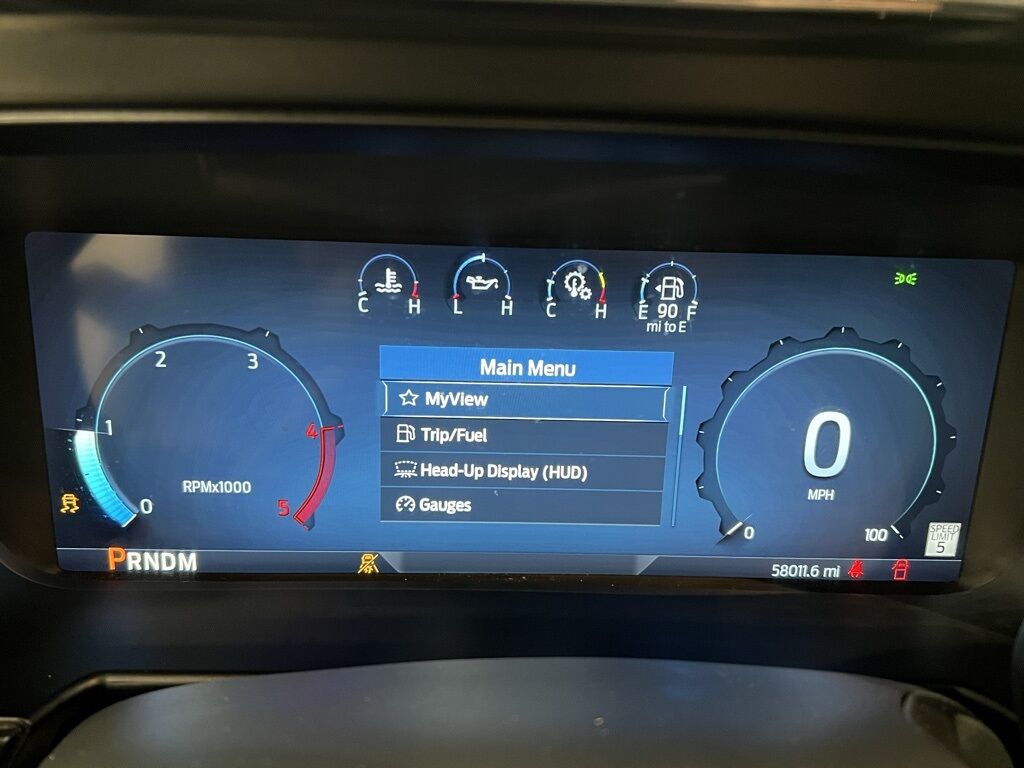 C H
L H
C H
E 90 F
mi to E
Main Menu
MyView
Trip/Fuel
Head-Up Display (HUD)
Gauges
0
1
2
3
4
5
RPMx1000
0
MPH
0
100
SPEED
LIMIT
5
PRNDM
58011.6 mi